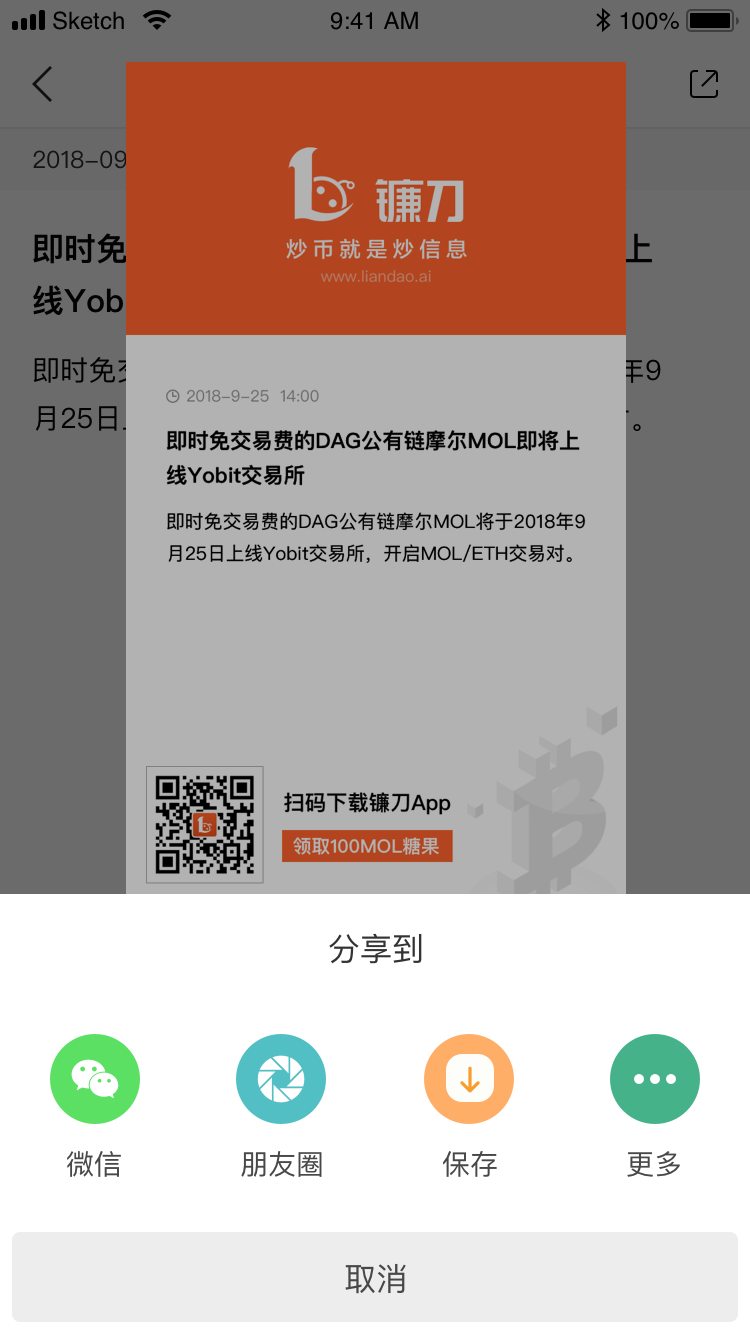 Sketch 9:41 AM 100%
2018-09
镰刀
炒币就是炒信息
www.liandao.ai
即时免 上
线Yob
即时免 年9
月25日上 。
2018-9-25 14:00
即时免交易费的DAG公有链摩尔MOL即将上
线Yobit交易所
即时免交易费的DAG公有链摩尔MOL将于2018年9
月25日上线Yobit交易所，开启MOL/ETH交易对。
扫码下载镰刀App
领取100MOL糖果
分享到
微信 朋友圈 保存 更多
取消